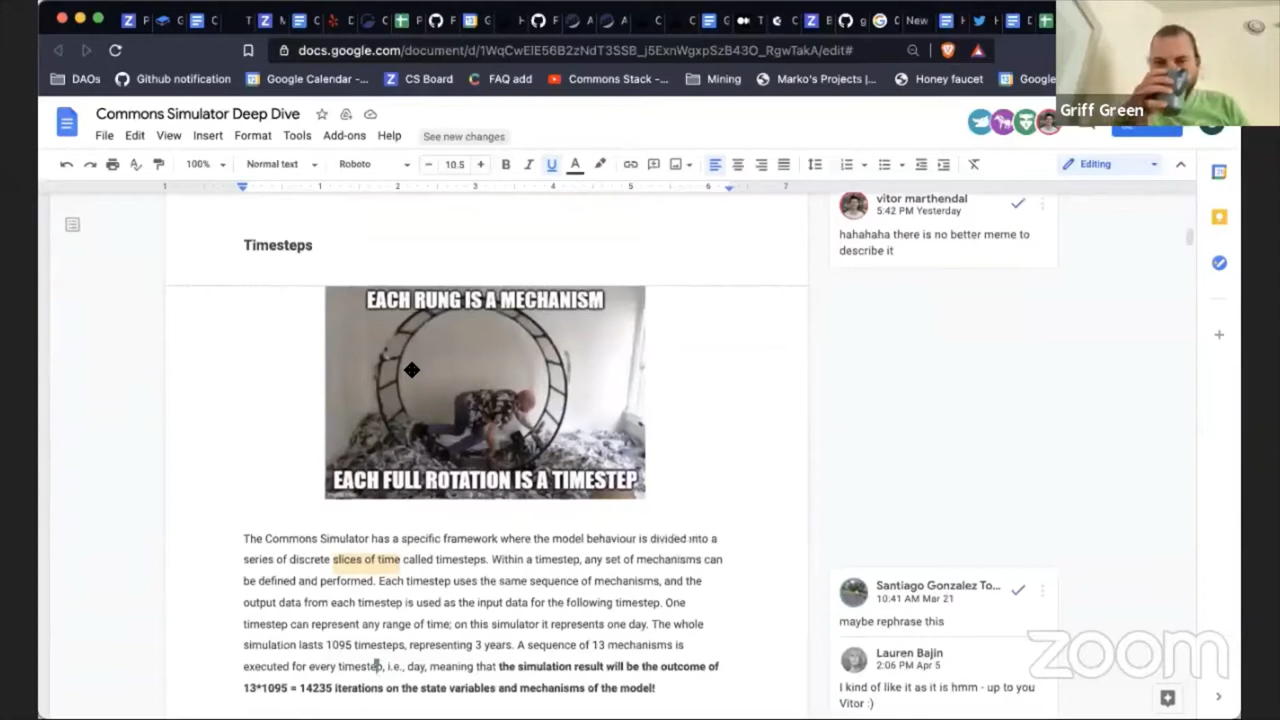 New
docs.google.com/document/d/1WqCwElE56B2zNdT3SSB_j5ExnWgxpSzB43O_RgwTakA/edit#
DAOs
Github notification
Google Calendar -...
CS Board
FAQ add
Commons Stack -...
Mining
Marko's Projects |...
Honey faucet
Google
Griff Green
Commons Simulator Deep Dive
File Edit View Insert Format Tools Add-ons Help See new changes
100% Normal text Roboto 10.5 B I U A Editing
1 1 2 3 4 5 6 7
vitor marthendal
5:42 PM Yesterday
hahahaha there is no better meme to
describe it
Timesteps
EACH RUNG IS A MECHANISM
EACH FULL ROTATION IS A TIMESTEP
The Commons Simulator has a specific framework where the model behaviour is divided into a
series of discrete slices of time called timesteps. Within a timestep, any set of mechanisms can
be defined and performed. Each timestep uses the same sequence of mechanisms, and the
output data from each timestep is used as the input data for the following timestep. One
timestep can represent any range of time; on this simulator it represents one day. The whole
simulation lasts 1095 timesteps, representing 3 years. A sequence of 13 mechanisms is
executed for every timestep, i.e., day, meaning that the simulation result will be the outcome of
13*1095 = 14235 iterations on the state variables and mechanisms of the model!
Santiago Gonzalez To...
10:41 AM Mar 21
maybe rephrase this
Lauren Bajin
2:06 PM Apr 5
I kind of like it as it is hmm - up to you
Vitor :)
zoom